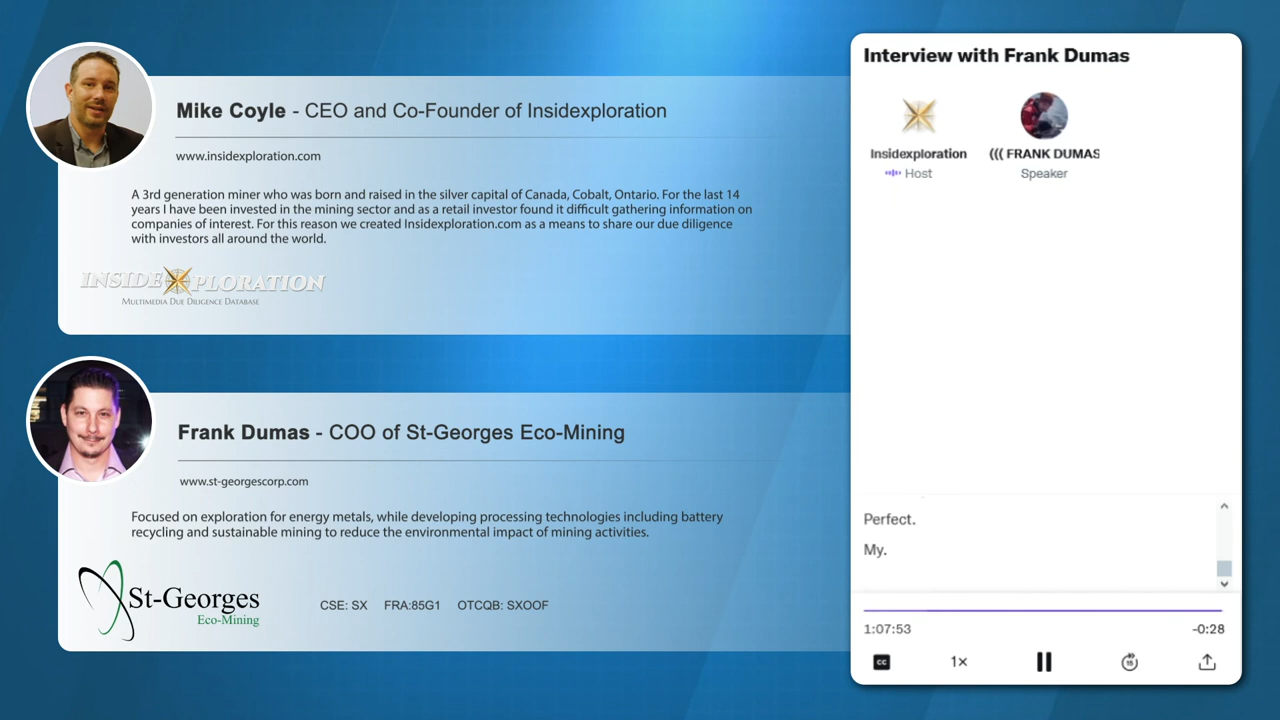 Mike Coyle - CEO and Co-Founder of Insidexploration
www.insidexploration.com
A 3rd generation miner who was born and raised in the silver capital of Canada, Cobalt, Ontario. For the last 14
years I have been invested in the mining sector and as a retail investor found it difficult gathering information on
companies of interest. For this reason we created Insidexploration.com as a means to share our due diligence
with investors all around the world.
INSIDEXPLORATION
MULTIMEDIA DUE DILIGENCE DATABASE
Frank Dumas - COO of St-Georges Eco-Mining
www.st-georgescorp.com
Focused on exploration for energy metals, while developing processing technologies including battery
recycling and sustainable mining to reduce the environmental impact of mining activities.
St-Georges
Eco-Mining
CSE: SX FRA:85G1 OTCQB: SXOOF
Interview with Frank Dumas
Insidexploration
Host
((( FRANK DUMAS
Speaker
Perfect.
My.
1:07:53
-0:28
CC
1×
15